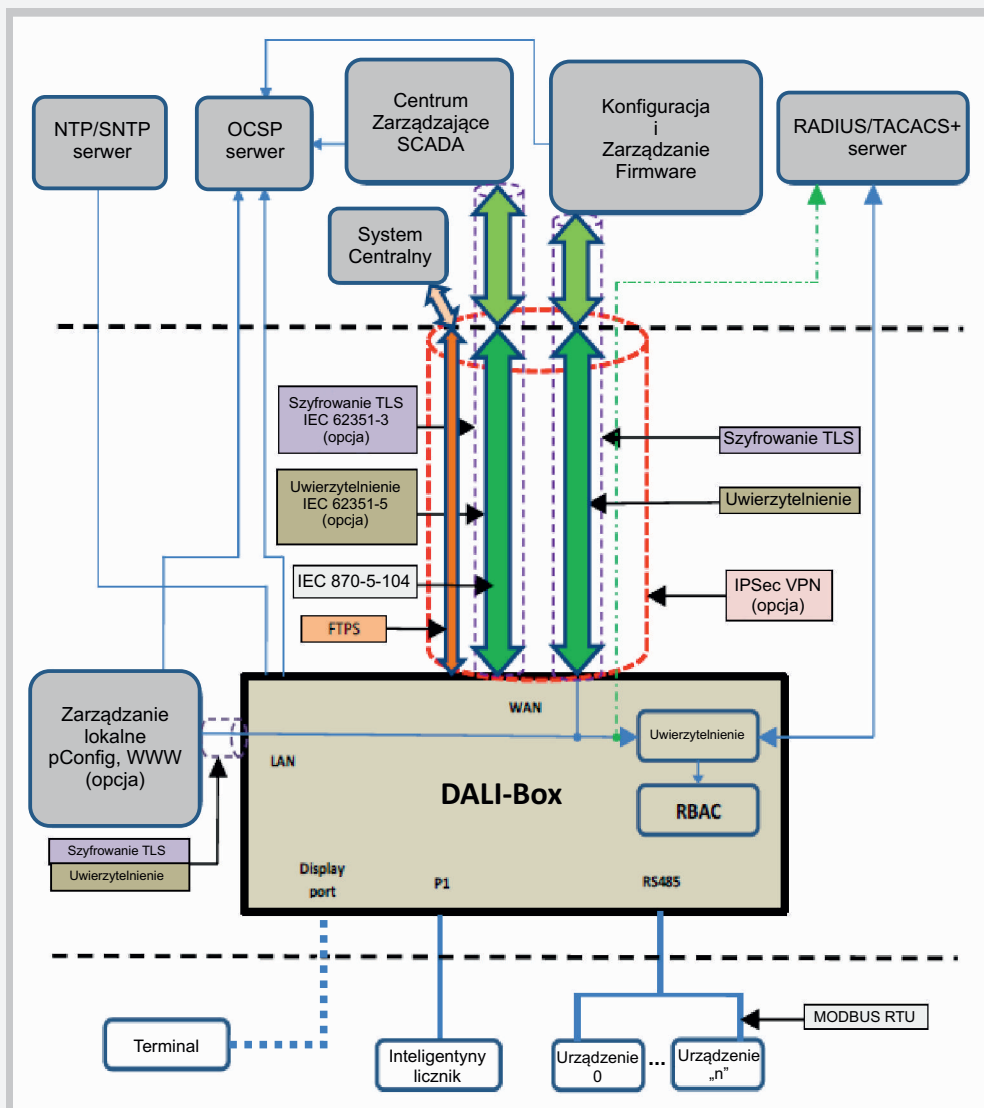 NTP/SNTP
serwer
OCSP
serwer
Centrum
Zarządzające
SCADA
Konfiguracja
i
Zarządzanie
Firmware
RADIUS/TACACS+
serwer
System
Centralny
Szyfrowanie TLS
IEC 62351-3
(opcja)
Szyfrowanie TLS
Uwierzytelnienie
IEC 62351-5
(opcja)
Uwierzytelnienie
IEC 870-5-104
IPSec VPN
(opcja)
FTPS
Zarządzanie
lokalne
pConfig, WWW
(opcja)
WAN
Uwierzytelnienie
LAN
DALI-Box
RBAC
Szyfrowanie TLS
Uwierzytelnienie
Display
port
P1
RS485
MODBUS RTU
Terminal
Inteligentyny
licznik
Urządzenie
0
...
Urządzenie
„n”